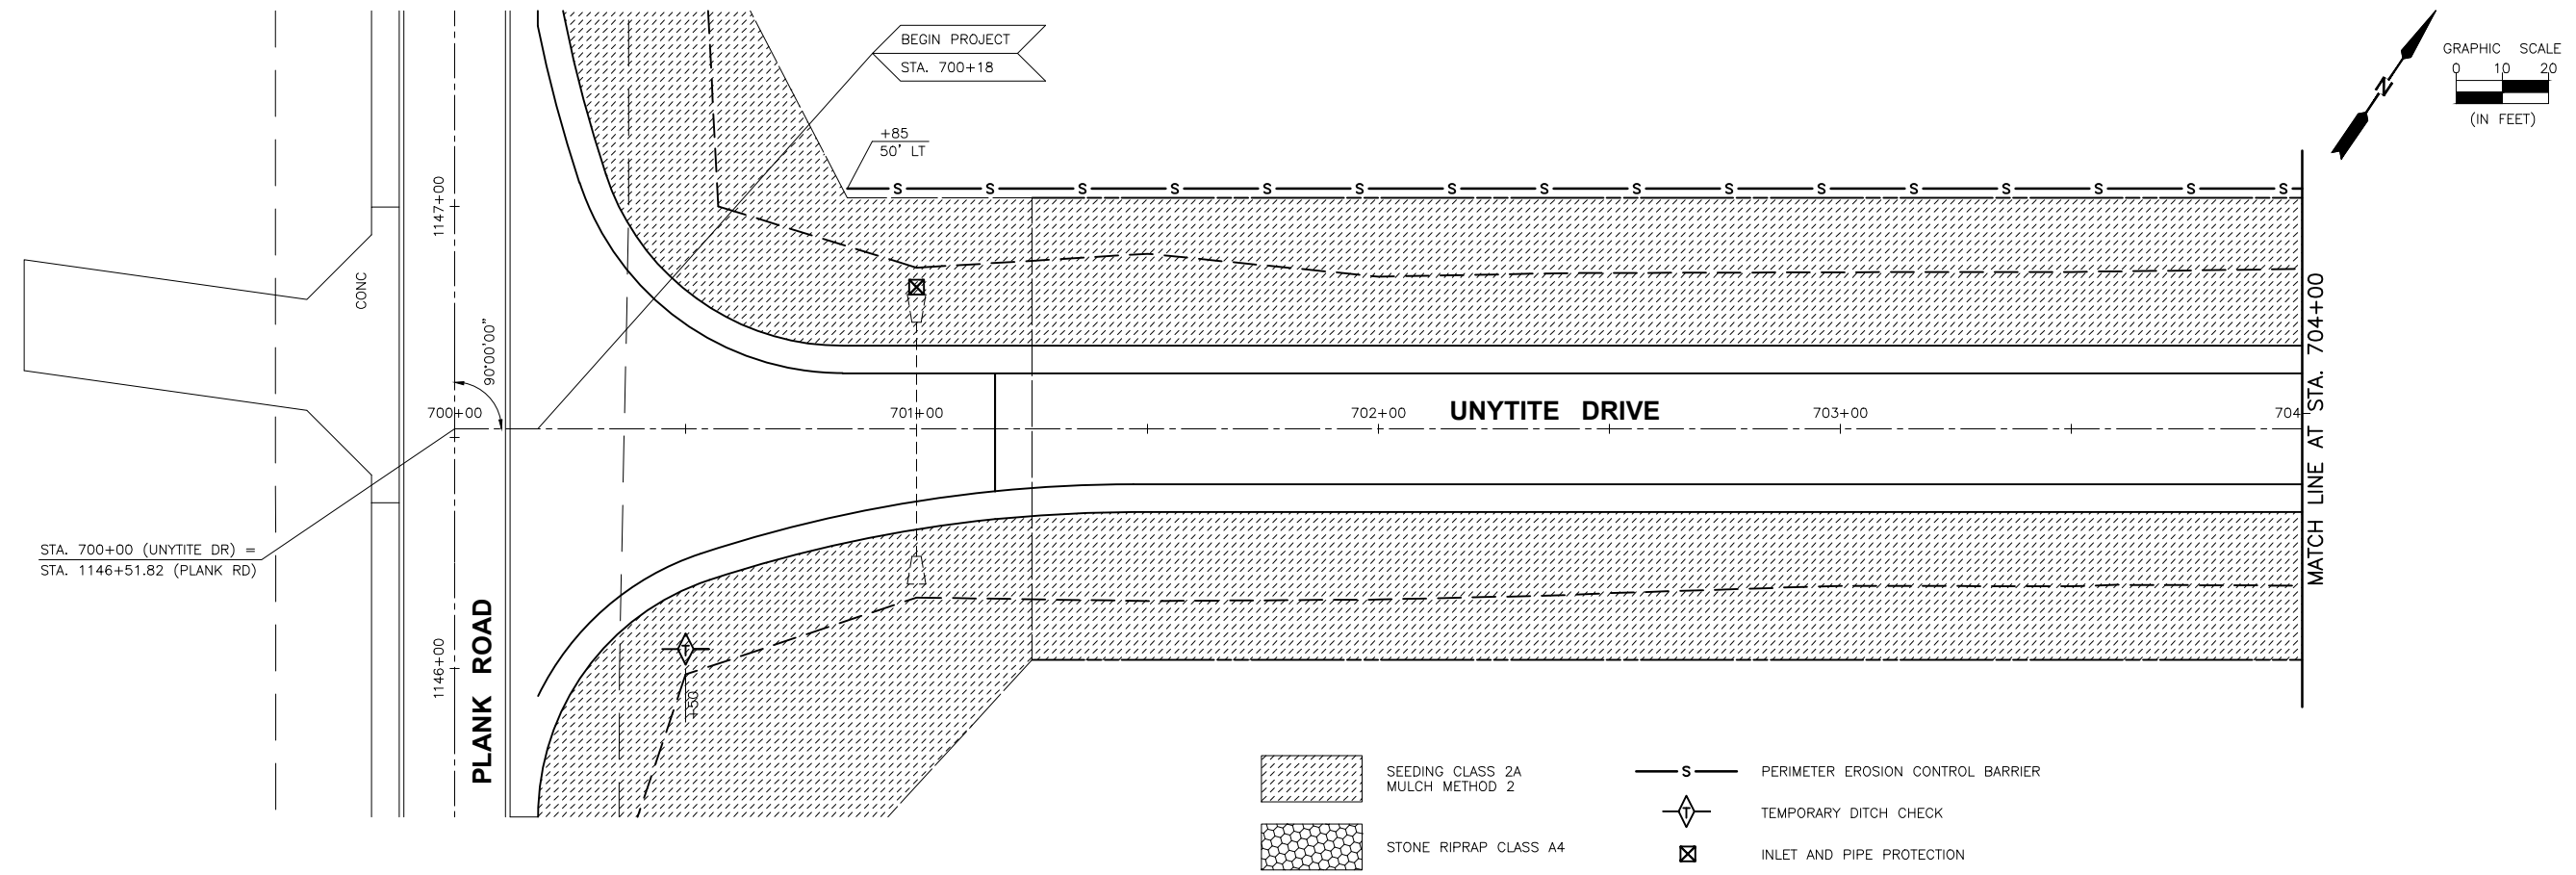 BEGIN PROJECT
STA. 700+18
GRAPHIC SCALE
0 10 20
(IN FEET)
N
+85
50' LT
S S S S S S S S S S S S S S S S
1147+00
CONC
90°00'00"
700+00
701+00
702+00
UNYTITE DRIVE
703+00
704
MATCH LINE AT STA. 704+00
STA. 700+00 (UNYTITE DR) =
STA. 1146+51.82 (PLANK RD)
PLANK ROAD
1146+00
T
+50
SEEDING CLASS 2A
MULCH METHOD 2
STONE RIPRAP CLASS A4
S
PERIMETER EROSION CONTROL BARRIER
T
TEMPORARY DITCH CHECK
INLET AND PIPE PROTECTION